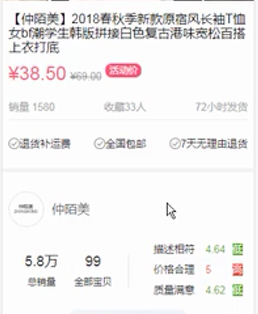 【仲陌美】2018春秋季新款原宿风长袖T恤
女bf潮学生韩版拼接白色复古港味宽松百搭
上衣打底
¥38.50 ¥69.00 活动价
销量 1580 收藏33人 72小时发货
退货补运费 全国包邮 7天无理由退货
仲陌美
5.8万 99
总销量 全部宝贝
描述相符 4.64 低
价格合理 5 高
质量满意 4.62 低